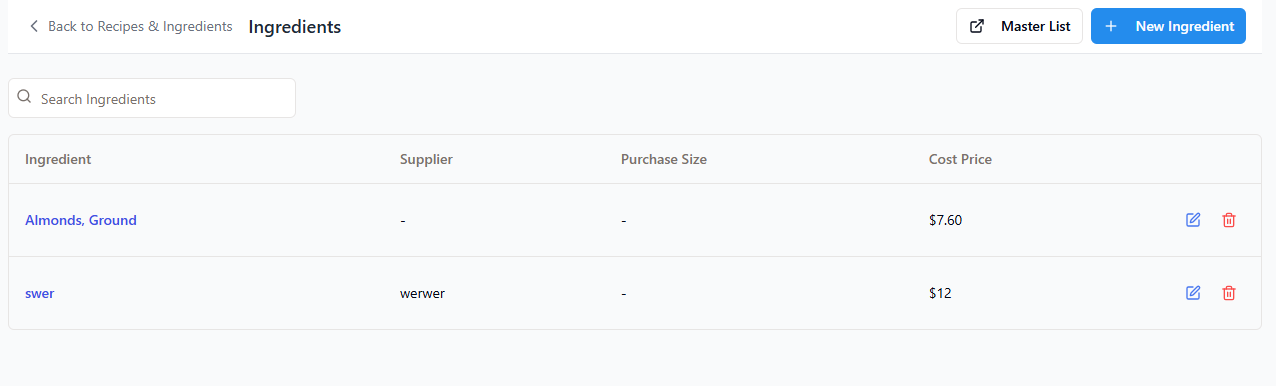 Back to Recipes & Ingredients Ingredients Master List New Ingredient
Search Ingredients
Ingredient Supplier Purchase Size Cost Price
Almonds, Ground - - $7.60
swer werwer - $12